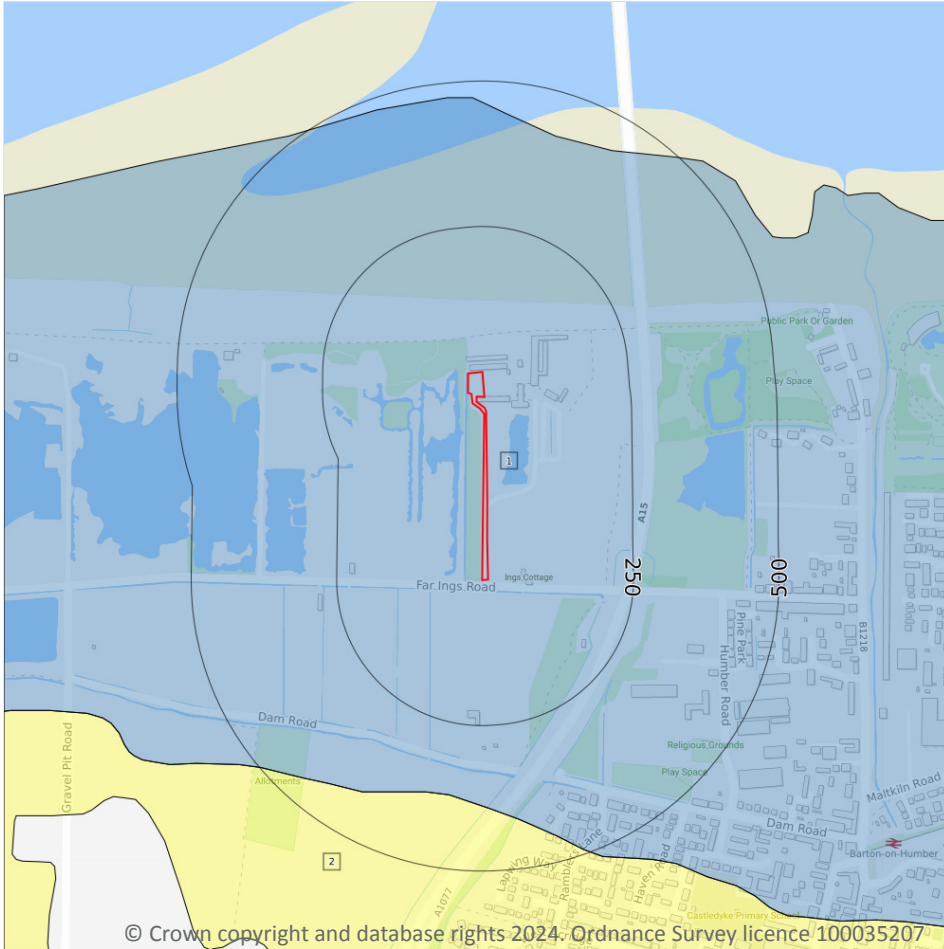 Public Park Or Garden
Play Space
1
A15
Ings Cottage
Far Ings Road
250
500
Pine Park
B1218
Humber Road
Dam Road
Gravel Pit Road
Religious Grounds
Play Space
Allotments
Maltkiln Road
Dam Road
Barton-on-Humber
2
Lapwing Way
Ramblers Lane
Haven Road
A1077
Castledyke Primary School
© Crown copyright and database rights 2024. Ordnance Survey licence 100035207